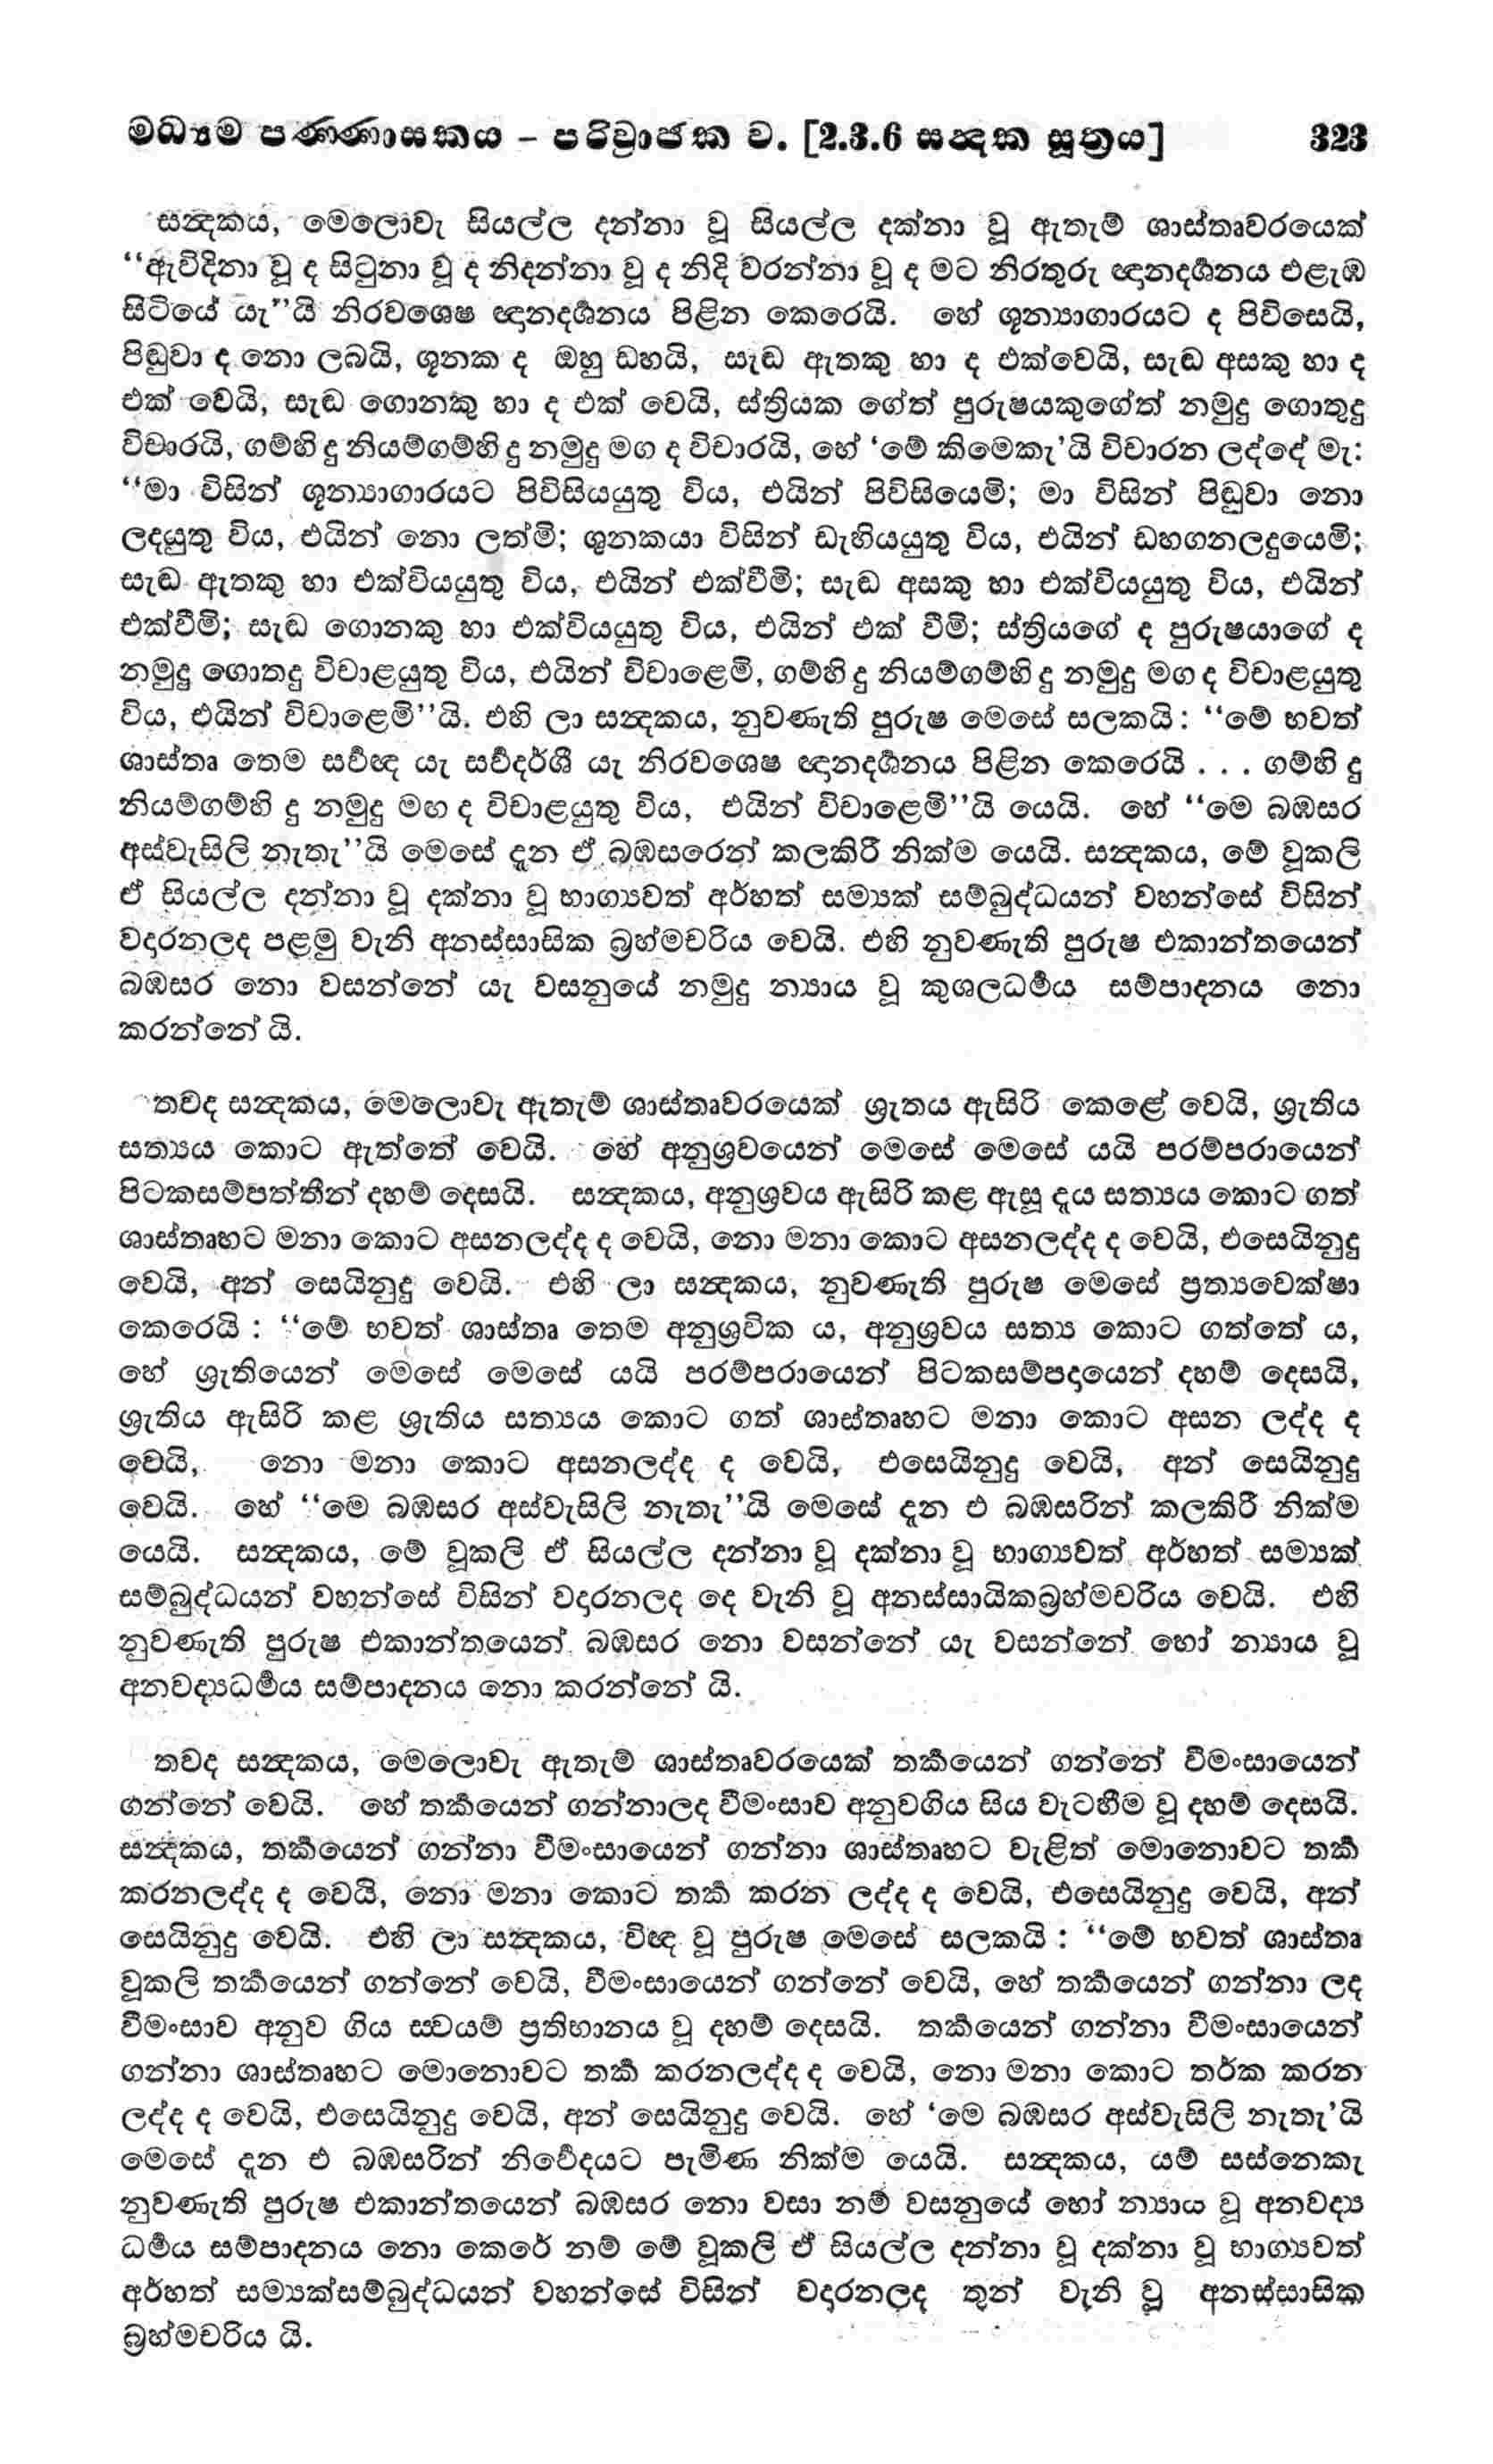 මධ්‍යම පණ්ණාසකය – පරිව්‍රාජක ව. [2.3.6 සන්‍දක සූත්‍රය] 323
සන්‍දකය, මෙලොවැ සියල්ල දන්නා වූ සියල්ල දක්නා වූ ඇතැම් ශාස්තෘවරයෙක්
“ඇවිදිනා වූ ද සිටුනා වූ ද නිදන්නා වූ ද නිදි වරන්නා වූ ද මට නිරතුරු ඥානදර්‍ශනය එළැඹ
සිටියේ යැ”යි නිරවශෙෂ ඥානදර්‍ශනය පිළින කෙරෙයි. හේ ශූන්‍යාගාරයට ද පිවිසෙයි,
පිඬුවා ද නො ලබයි, ශූනක ද ඔහු ඩහයි, සැඬ ඇතකු හා ද එක්වෙයි, සැඬ අසකු හා ද
එක් වෙයි, සැඬ ගොනකු හා ද එක් වෙයි, ස්ත්‍රියක ගේත් පුරුෂයකුගේත් නමුදු ගොතුදු
විචාරයි, ගම්හි දු නියම්ගම්හි දු නමුදු මග ද විචාරයි, හේ ‘මේ කිමෙකැ’යි විචාරන ලද්දේ මැ:
“මා විසින් ශූන්‍යාගාරයට පිවිසියයුතු විය, එයින් පිවිසියෙමි; මා විසින් පිඬුවා නො
ලදයුතු විය, එයින් නො ලත්මි; ශුනකයා විසින් ඩැහියයුතු විය, එයින් ඩහගනලදුයෙමි;
සැඬ ඇතකු හා එක්වියයුතු විය, එයින් එක්වීමි; සැඬ අසකු හා එක්වියයුතු විය, එයින්
එක්වීමි; සැඬ ගොනකු හා එක්වියයුතු විය, එයින් එක් වීමි; ස්ත්‍රියගේ ද පුරුෂයාගේ ද
නමුදු ගොතදු විචාළයුතු විය, එයින් විචාළෙමි, ගම්හි දු නියම්ගම්හි දු නමුදු මග ද විචාළයුතු
විය, එයින් විචාළෙමි”යි. එහි ලා සන්‍දකය, නුවණැති පුරුෂ මෙසේ සලකයි: “මේ භවත්
ශාස්තෘ තෙම සර්‍වඥ යැ සර්‍වදර්ශී යැ නිරවශෙෂ ඥානදර්‍ශනය පිළින කෙරෙයි . . . ගම්හි දු
නියම්ගම්හි දු නමුදු මඟ ද විචාළයුතු විය, එයින් විචාළෙමි”යි යෙයි. හේ “මෙ බඹසර
අස්වැසිලි නැතැ”යි මෙසේ දැන ඒ බඹසරෙන් කලකිරී නික්ම යෙයි. සන්‍දකය, මේ වූකලි
ඒ සියල්ල දන්නා වූ දක්නා වූ භාග්‍යවත් අර්හත් සම්‍යක් සම්බුද්ධයන් වහන්සේ විසින්
වදාරනලද පළමු වැනි අනස්සාසික බ්‍රහ්මචරිය වෙයි. එහි නුවණැති පුරුෂ එකාන්තයෙන්
බඹසර නො වසන්නේ යැ වසනුයේ නමුදු න්‍යාය වූ කුශලධර්‍මය සම්පාදනය නො
කරන්නේ යි.
තවද සන්‍දකය, මෙලොවැ ඇතැම් ශාස්තෘවරයෙක් ශ්‍රැතය ඇසිරි කෙළේ වෙයි, ශ්‍රැතිය
සත්‍යය කොට ඇත්තේ වෙයි. හේ අනුශ්‍රවයෙන් මෙසේ මෙසේ යයි පරම්පරායෙන්
පිටකසම්පත්තීන් දහම් දෙසයි. සන්‍දකය, අනුශ්‍රවය ඇසිරි කළ ඇසූ දැය සත්‍යය කොට ගත්
ශාස්තෘහට මනා කොට අසනලද්ද ද වෙයි, නො මනා කොට අසනලද්ද ද වෙයි, එසෙයිනුදු
වෙයි, අන් සෙයිනුදු වෙයි. එහි ලා සන්‍දකය, නුවණැති පුරුෂ මෙසේ ප්‍රත්‍යවෙක්ෂා
කෙරෙයි : “මේ භවත් ශාස්තෘ තෙම අනුශ්‍රවික ය, අනුශ්‍රවය සත්‍ය කොට ගත්තේ ය,
හේ ශ්‍රැතියෙන් මෙසේ මෙසේ යයි පරම්පරායෙන් පිටකසම්පදායෙන් දහම් දෙසයි,
ශ්‍රැතිය ඇසිරි කළ ශ්‍රැතිය සත්‍යය කොට ගත් ශාස්තෘහට මනා කොට අසන ලද්ද ද
වෙයි, නො මනා කොට අසනලද්ද ද වෙයි, එසෙයිනුදු වෙයි, අන් සෙයිනුදු
වෙයි. හේ “මෙ බඹසර අස්වැසිලි නැතැ”යි මෙසේ දැන එ බඹසරින් කලකිරී නික්ම
යෙයි. සන්‍දකය, මේ වූකලි ඒ සියල්ල දන්නා වූ දක්නා වූ භාග්‍යවත් අර්හත් සම්‍යක්
සම්බුද්ධයන් වහන්සේ විසින් වදාරනලද දෙ වැනි වූ අනස්සායිකබ්‍රහ්මචරිය වෙයි. එහි
නුවණැති පුරුෂ එකාන්තයෙන් බඹසර නො වසන්නේ යැ වසන්නේ හෝ න්‍යාය වූ
අනවද්‍යධර්‍මය සම්පාදනය නො කරන්නේ යි.
තවද සන්‍දකය, මෙලොවැ ඇතැම් ශාස්තෘවරයෙක් තර්‍කයෙන් ගන්නේ වීමංසායෙන්
ගන්නේ වෙයි. හේ තර්‍කයෙන් ගන්නාලද වීමංසාව අනුවගිය සිය වැටහීම වූ දහම් දෙසයි.
සන්‍දකය, තර්‍කයෙන් ගන්නා වීමංසායෙන් ගන්නා ශාස්තෘහට වැළිත් මොනොවට තර්‍ක
කරනලද්ද ද වෙයි, නො මනා කොට තර්‍ක කරන ලද්ද ද වෙයි, එසෙයිනුදු වෙයි, අන්
සෙයිනුදු වෙයි. එහි ලා සන්‍දකය, විඥ වූ පුරුෂ මෙසේ සලකයි : “මේ භවත් ශාස්තෘ
වූකලි තර්‍කයෙන් ගන්නේ වෙයි, වීමංසායෙන් ගන්නේ වෙයි, හේ තර්‍කයෙන් ගන්නා ලද
වීමංසාව අනුව ගිය ස්‍වයම් ප්‍රතිභානය වූ දහම් දෙසයි. තර්‍කයෙන් ගන්නා වීමංසායෙන්
ගන්නා ශාස්තෘහට මොනොවට තර්‍ක කරනලද්ද ද වෙයි, නො මනා කොට තර්ක කරන
ලද්ද ද වෙයි, එසෙයිනුදු වෙයි, අන් සෙයිනුදු වෙයි. හේ ‘මෙ බඹසර අස්වැසිලි නැතැ’යි
මෙසේ දැන එ බඹසරින් නිර්‍වෙදයට පැමිණ නික්ම යෙයි. සන්‍දකය, යම් සස්නෙකැ
නුවණැති පුරුෂ එකාන්තයෙන් බඹසර නො වසා නම් වසනුයේ හෝ න්‍යාය වූ අනවද්‍ය
ධර්‍මය සම්පාදනය නො කෙරේ නම් මේ වූකලි ඒ සියල්ල දන්නා වූ දක්නා වූ භාග්‍යවත්
අර්හත් සම්‍යක්සම්බුද්ධයන් වහන්සේ විසින් වදාරනලද තුන් වැනි වූ අනස්සාසික
බ්‍රහ්මචරිය යි.